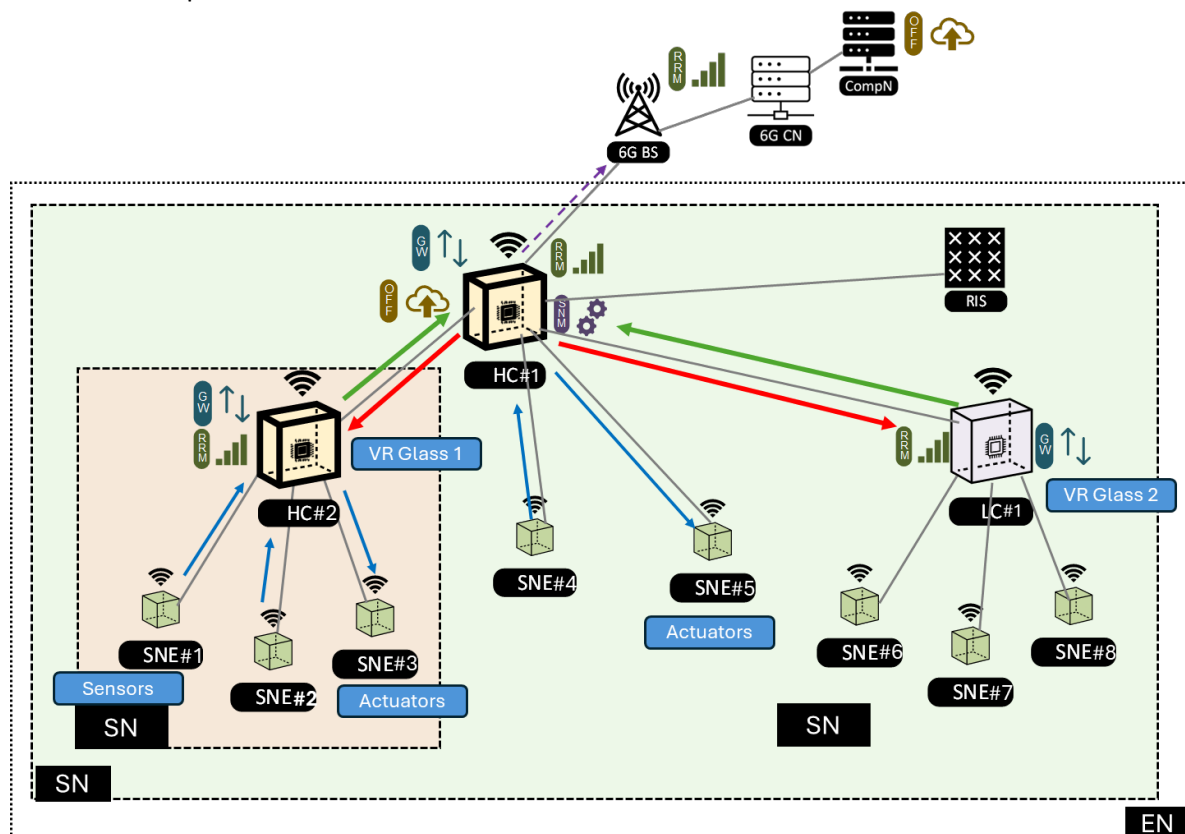 OFF
CompN
RRM
6G CN
6G BS
GW
RRM
OFF
SNM
RIS
HC#1
GW
RRM
VR Glass 1
HC#2
RRM
GW
VR Glass 2
LC#1
SNE#4
SNE#5
Actuators
SNE#1
SNE#2
SNE#3
Sensors
Actuators
SNE#6
SNE#7
SNE#8
SN
SN
SN
EN